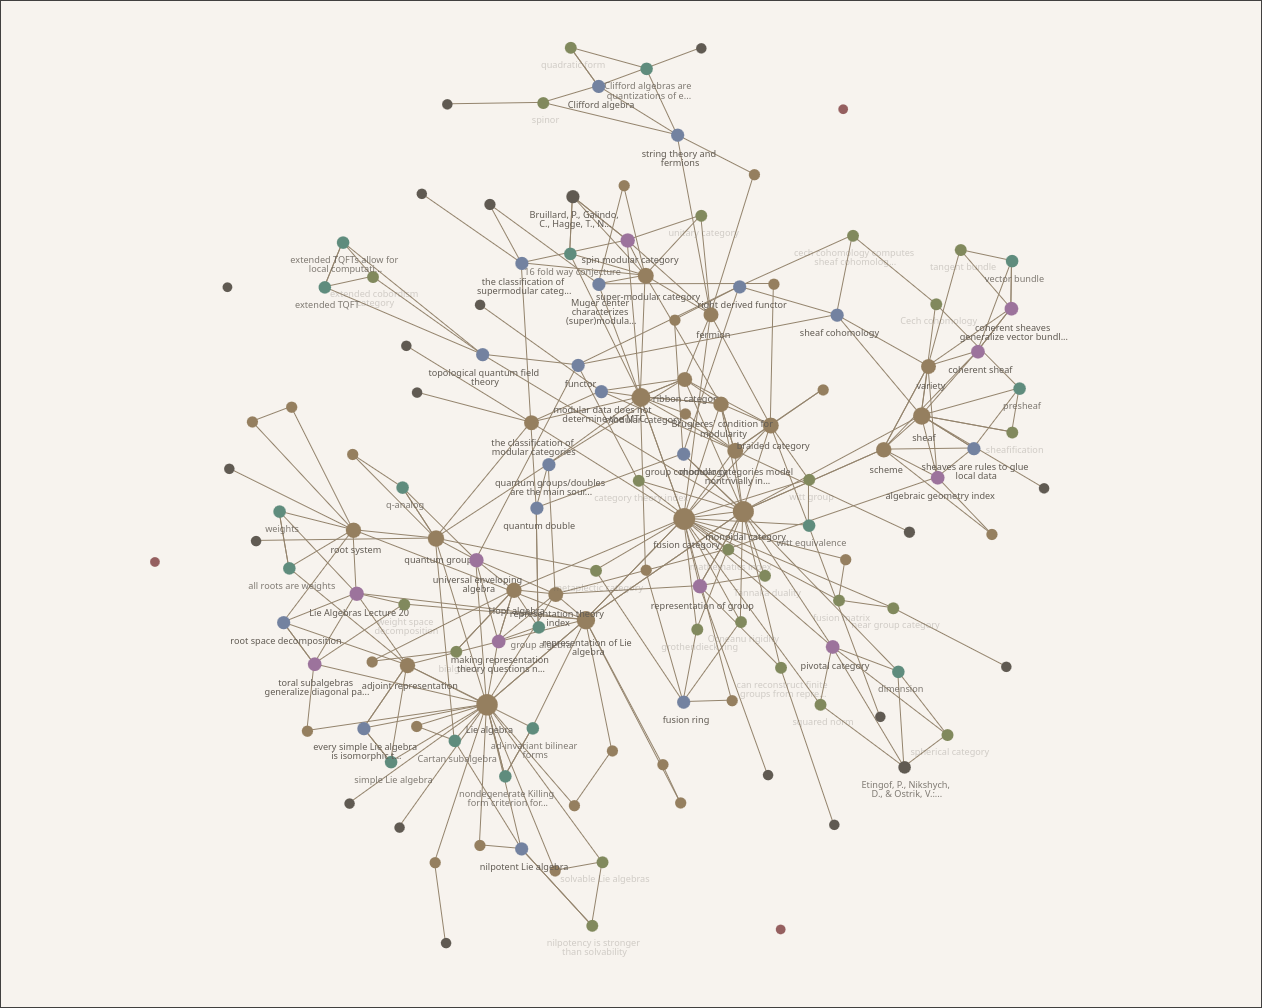 quadratic form
Clifford algebras are
quantizations of e...
Clifford algebra
spinor
string theory and
fermions
Bruillard, P., Galindo,
C., Hagge, T., N...
unitary category
spin modular category
16 fold way conjecture
the classification of
supermodular categ...
super-modular category
Muger center
characterizes
(super)modula...
right derived functor
fermion
extended TQFTs allow for
local computati...
extended cobordism
category
extended TQFT
cech cohomology computes
sheaf cohomolog...
tangent bundle
vector bundle
Cech cohomology
coherent sheaves
generalize vector bundl...
sheaf cohomology
coherent sheaf
topological quantum field
theory
functor
variety
presheaf
ribbon category
modular data does not
determine the MTC
modular category
Brugieres' condition for
modularity
braided category
sheaf
sheafification
the classification of
modular categories
scheme
sheaves are rules to glue
local data
group cohomology
modular categories model
nontrivially in...
quantum groups/doubles
are the main sour...
category theory index
witt group
algebraic geometry index
q-analog
weights
quantum double
root system
fusion category
monoidal category
witt equivalence
quantum group
mathematics index
all roots are weights
universal enveloping
algebra
tannaka duality
Lie Algebras Lecture 20
weight space
decomposition
Hopf algebra
representation theory
index
representation of group
fusion matrix
near group category
root space decomposition
group algebra
representation of Lie
algebra
Ocneanu rigidity
grothendieck ring
making representation
theory questions n...
pivotal category
toral subalgebras
generalize diagonal pa...
adjoint representation
can reconstruct finite
groups from repre...
dimension
fusion ring
squared norm
Lie algebra
every simple Lie algebra
is isomorphic t...
Cartan subalgebra
ad-invariant bilinear
forms
spherical category
simple Lie algebra
nondegenerate Killing
form criterion for...
Etingof, P., Nikshych,
D., & Ostrik, V.:...
nilpotent Lie algebra
solvable Lie algebras
nilpotency is stronger
than solvability